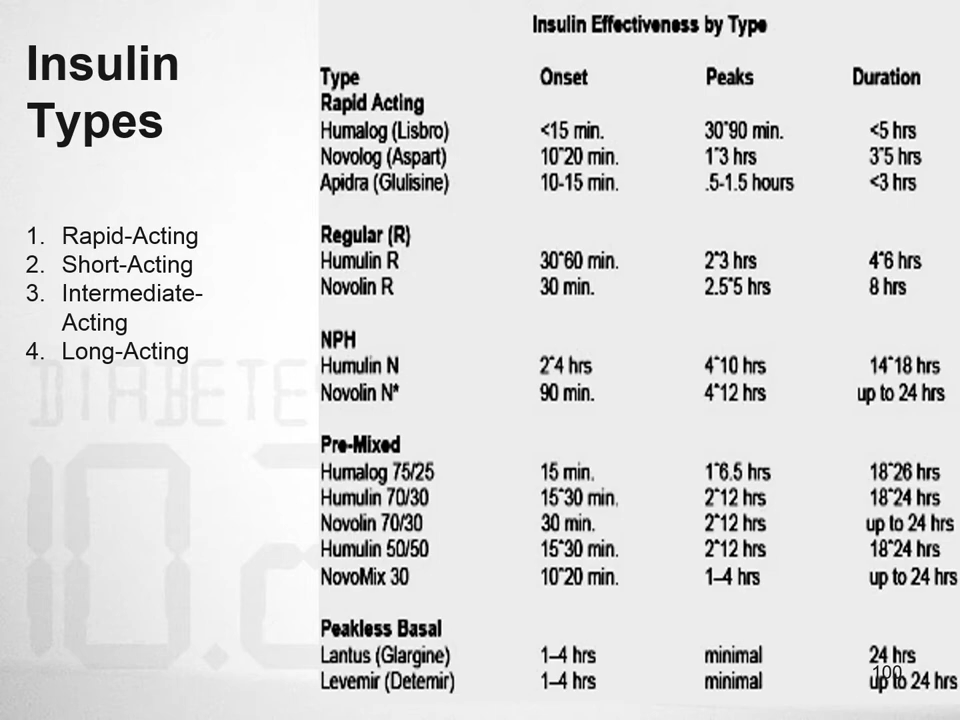 Insulin
Types
1. Rapid-Acting
2. Short-Acting
3. Intermediate-
Acting
4. Long-Acting
Insulin Effectiveness by Type
Type Onset Peaks Duration
Rapid Acting
Humalog (Lisbro) <15 min. 30~90 min. <5 hrs
Novolog (Aspart) 10~20 min. 1~3 hrs 3~5 hrs
Apidra (Glulisine) 10-15 min. .5-1.5 hours <3 hrs
Regular (R)
Humulin R 30~60 min. 2~3 hrs 4~6 hrs
Novolin R 30 min. 2.5~5 hrs 8 hrs
NPH
Humulin N 2~4 hrs 4~10 hrs 14~18 hrs
Novolin N* 90 min. 4~12 hrs up to 24 hrs
Pre-Mixed
Humalog 75/25 15 min. 1~6.5 hrs 18~26 hrs
Humulin 70/30 15~30 min. 2~12 hrs 18~24 hrs
Novolin 70/30 30 min. 2~12 hrs up to 24 hrs
Humulin 50/50 15~30 min. 2~12 hrs 18~24 hrs
NovoMix 30 10~20 min. 1–4 hrs up to 24 hrs
Peakless Basal
Lantus (Glargine) 1–4 hrs minimal 24 hrs
Levemir (Detemir) 1–4 hrs minimal up to 24 hrs
100
DIABETE
10.2